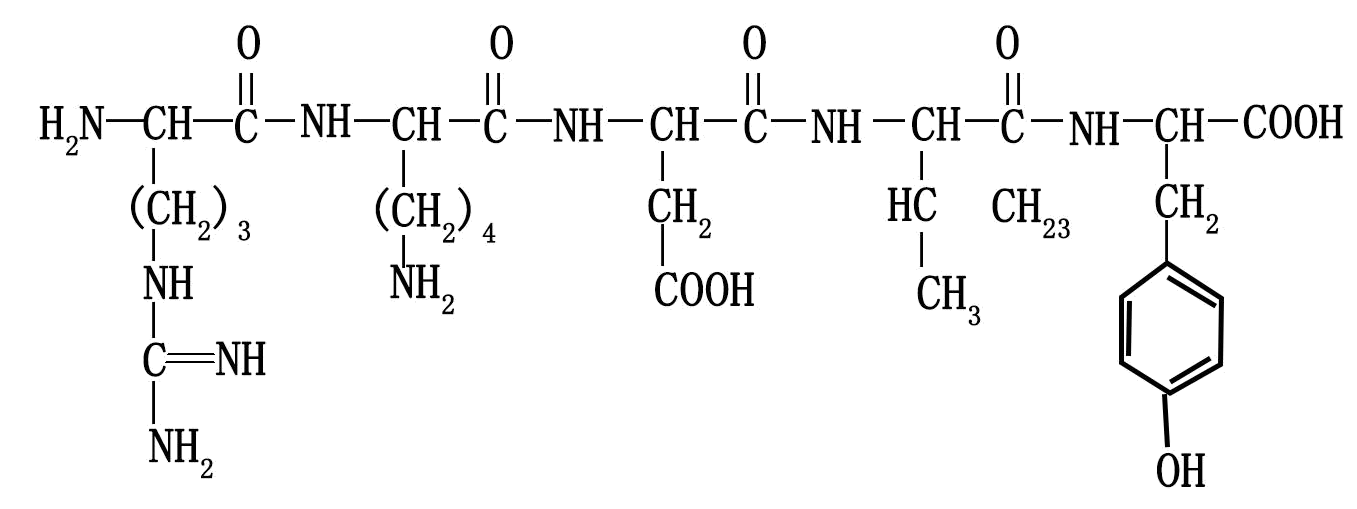 O O O O
H₂N—CH—C—NH—CH—C—NH—CH—C—NH—CH—C—NH—CH—COOH
(CH₂)₃ (CH₂)₄ CH₂ HC CH₂₃ CH₂
NH NH₂ COOH CH₃
C=NH
NH₂ OH